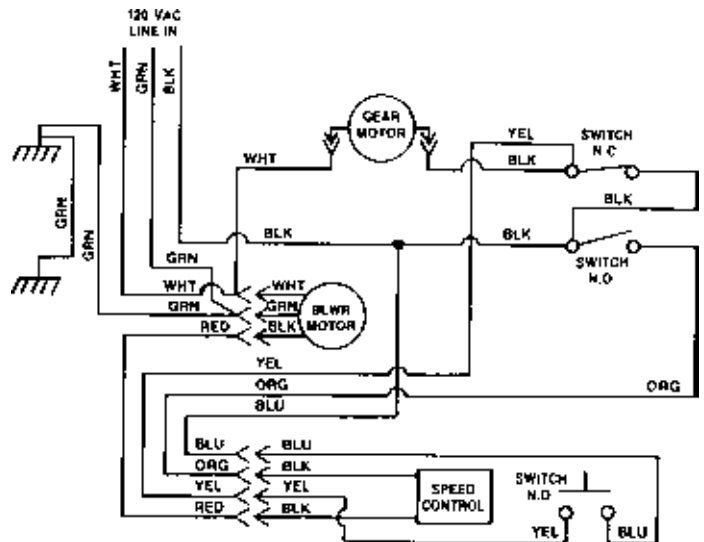 120 VAC
LINE IN
WHT
GRN
BLK
GEAR
MOTOR
YEL
SWITCH
N.C
WHT
BLK
BLK
GRN
GRN
BLK
BLK
SWITCH
N.O
GRN
WHT
WHT
GRN
GRN
BLWR
MOTOR
RED
BLK
YEL
ORG
ORG
BLU
BLU
BLU
ORG
BLK
YEL
YEL
RED
BLK
SPEED
CONTROL
SWITCH
N.O
YEL
BLU